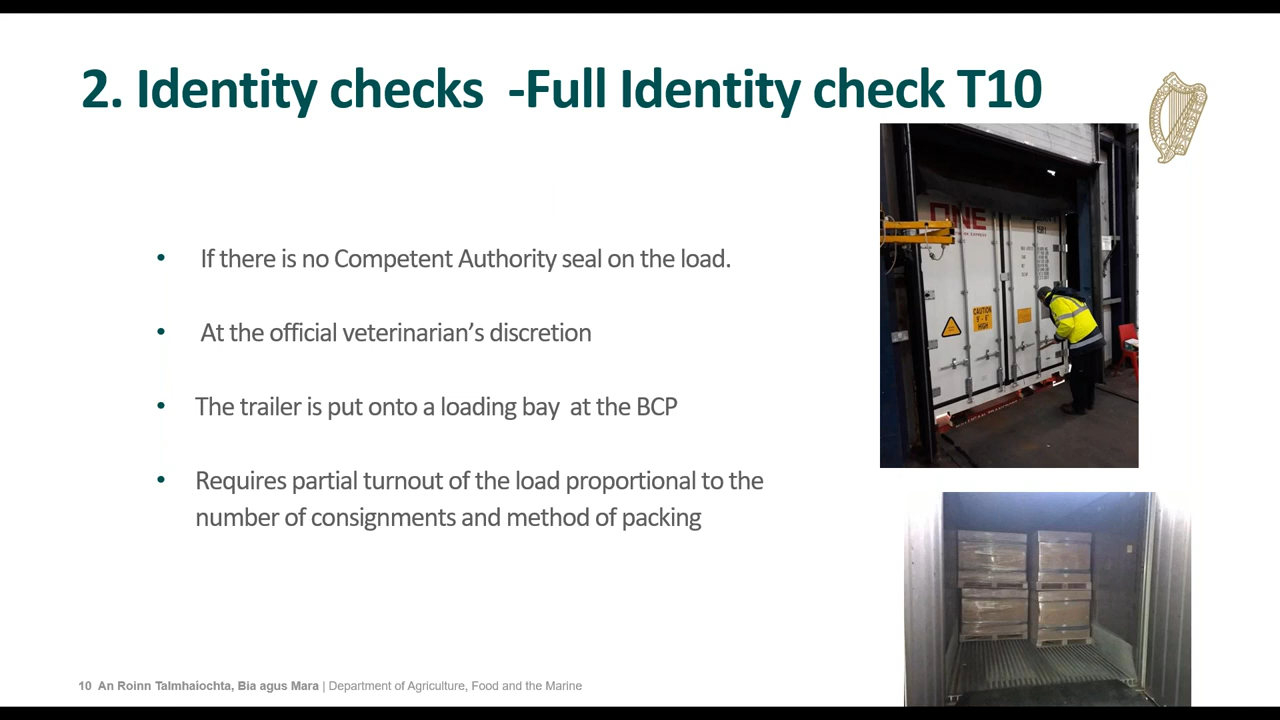 2. Identity checks -Full Identity check T10
• If there is no Competent Authority seal on the load.
• At the official veterinarian’s discretion
• The trailer is put onto a loading bay at the BCP
• Requires partial turnout of the load proportional to the
number of consignments and method of packing
ONE
CAUTION
9' - 6"
HIGH
10 An Roinn Talmhaíochta, Bia agus Mara | Department of Agriculture, Food and the Marine